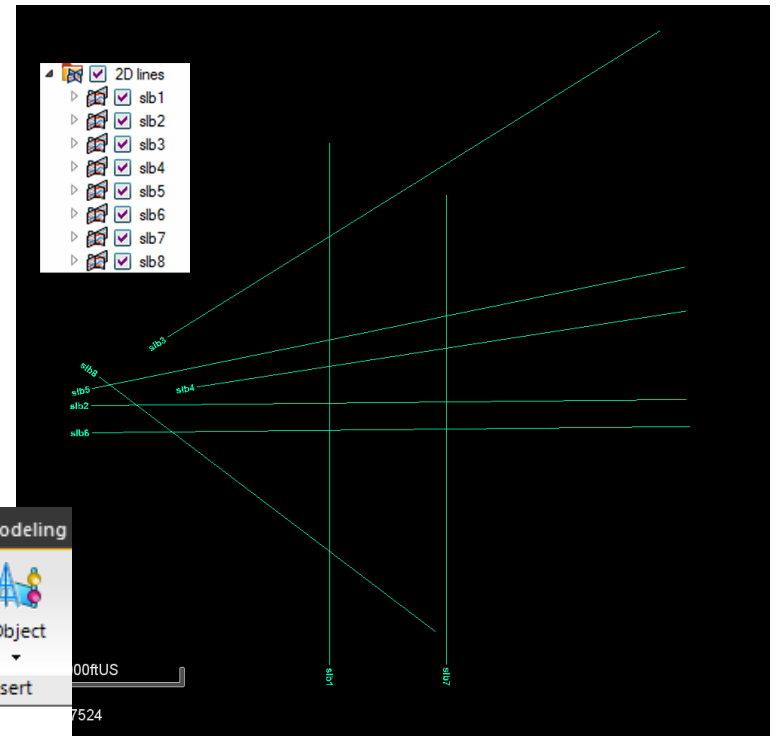 2D lines
slb1
slb2
slb3
slb4
slb5
slb6
slb7
slb8
slb3
slb8
slb5
slb4
slb2
slb6
odeling
Object
sert
00ftUS
7524
slb1
slb7